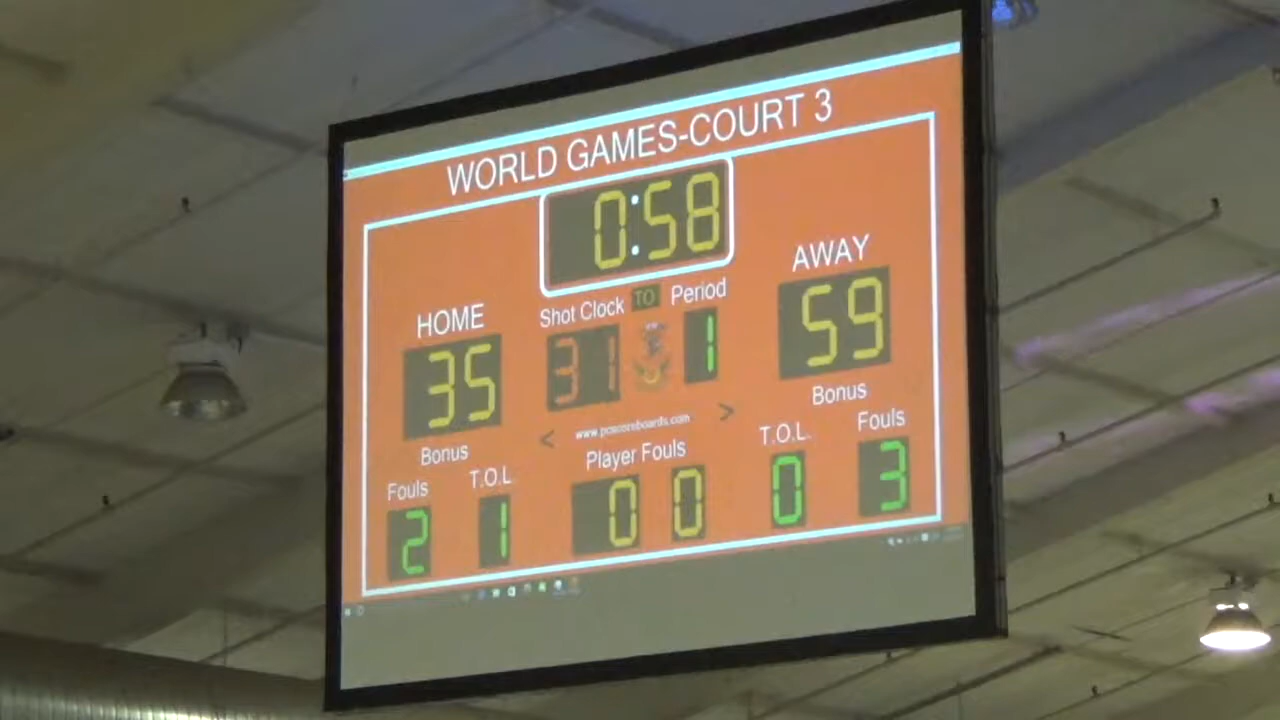 WORLD GAMES-COURT 3
0:58
HOME
Shot Clock TO Period
AWAY
35
31
1
59
Bonus
< www.pcscoreboards.com >
Bonus
Fouls
T.O.L
Player Fouls
T.O.L.
Fouls
2
1
0 0
0
3